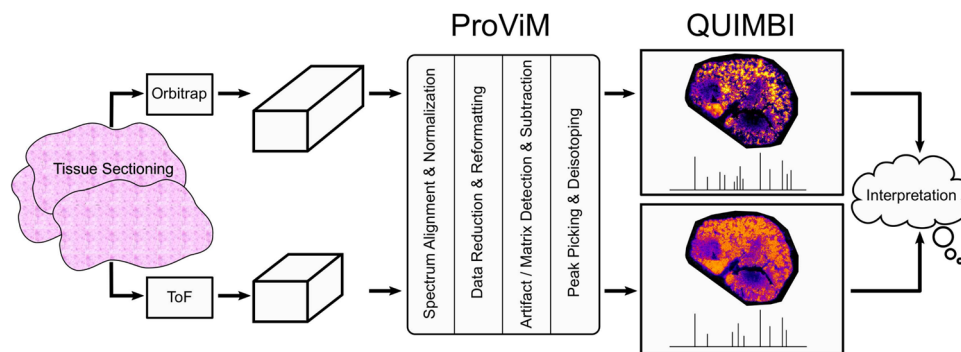 ProViM
QUIMBI
Orbitrap
Tissue Sectioning
ToF
Spectrum Alignment & Normalization
Data Reduction & Reformatting
Artifact / Matrix Detection & Subtraction
Peak Picking & Deisotoping
Interpretation